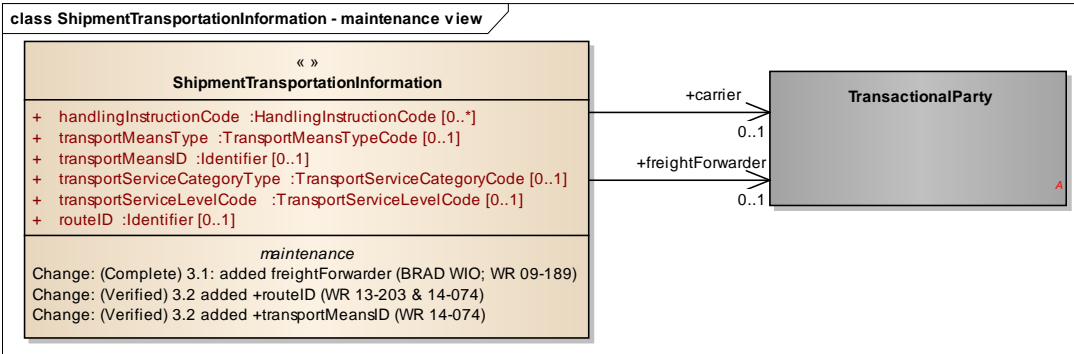 class ShipmentTransportationInformation - maintenance view
« »
ShipmentTransportationInformation
+ handlingInstructionCode :HandlingInstructionCode [0..*]
+ transportMeansType :TransportMeansTypeCode [0..1]
+ transportMeansID :Identifier [0..1]
+ transportServiceCategoryType :TransportServiceCategoryCode [0..1]
+ transportServiceLevelCode :TransportServiceLevelCode [0..1]
+ routeID :Identifier [0..1]
maintenance
Change: (Complete) 3.1: added freightForwarder (BRAD WIO; WR 09-189)
Change: (Verified) 3.2 added +routeID (WR 13-203 & 14-074)
Change: (Verified) 3.2 added +transportMeansID (WR 14-074)
+carrier
0..1
+freightForwarder
0..1
TransactionalParty
A